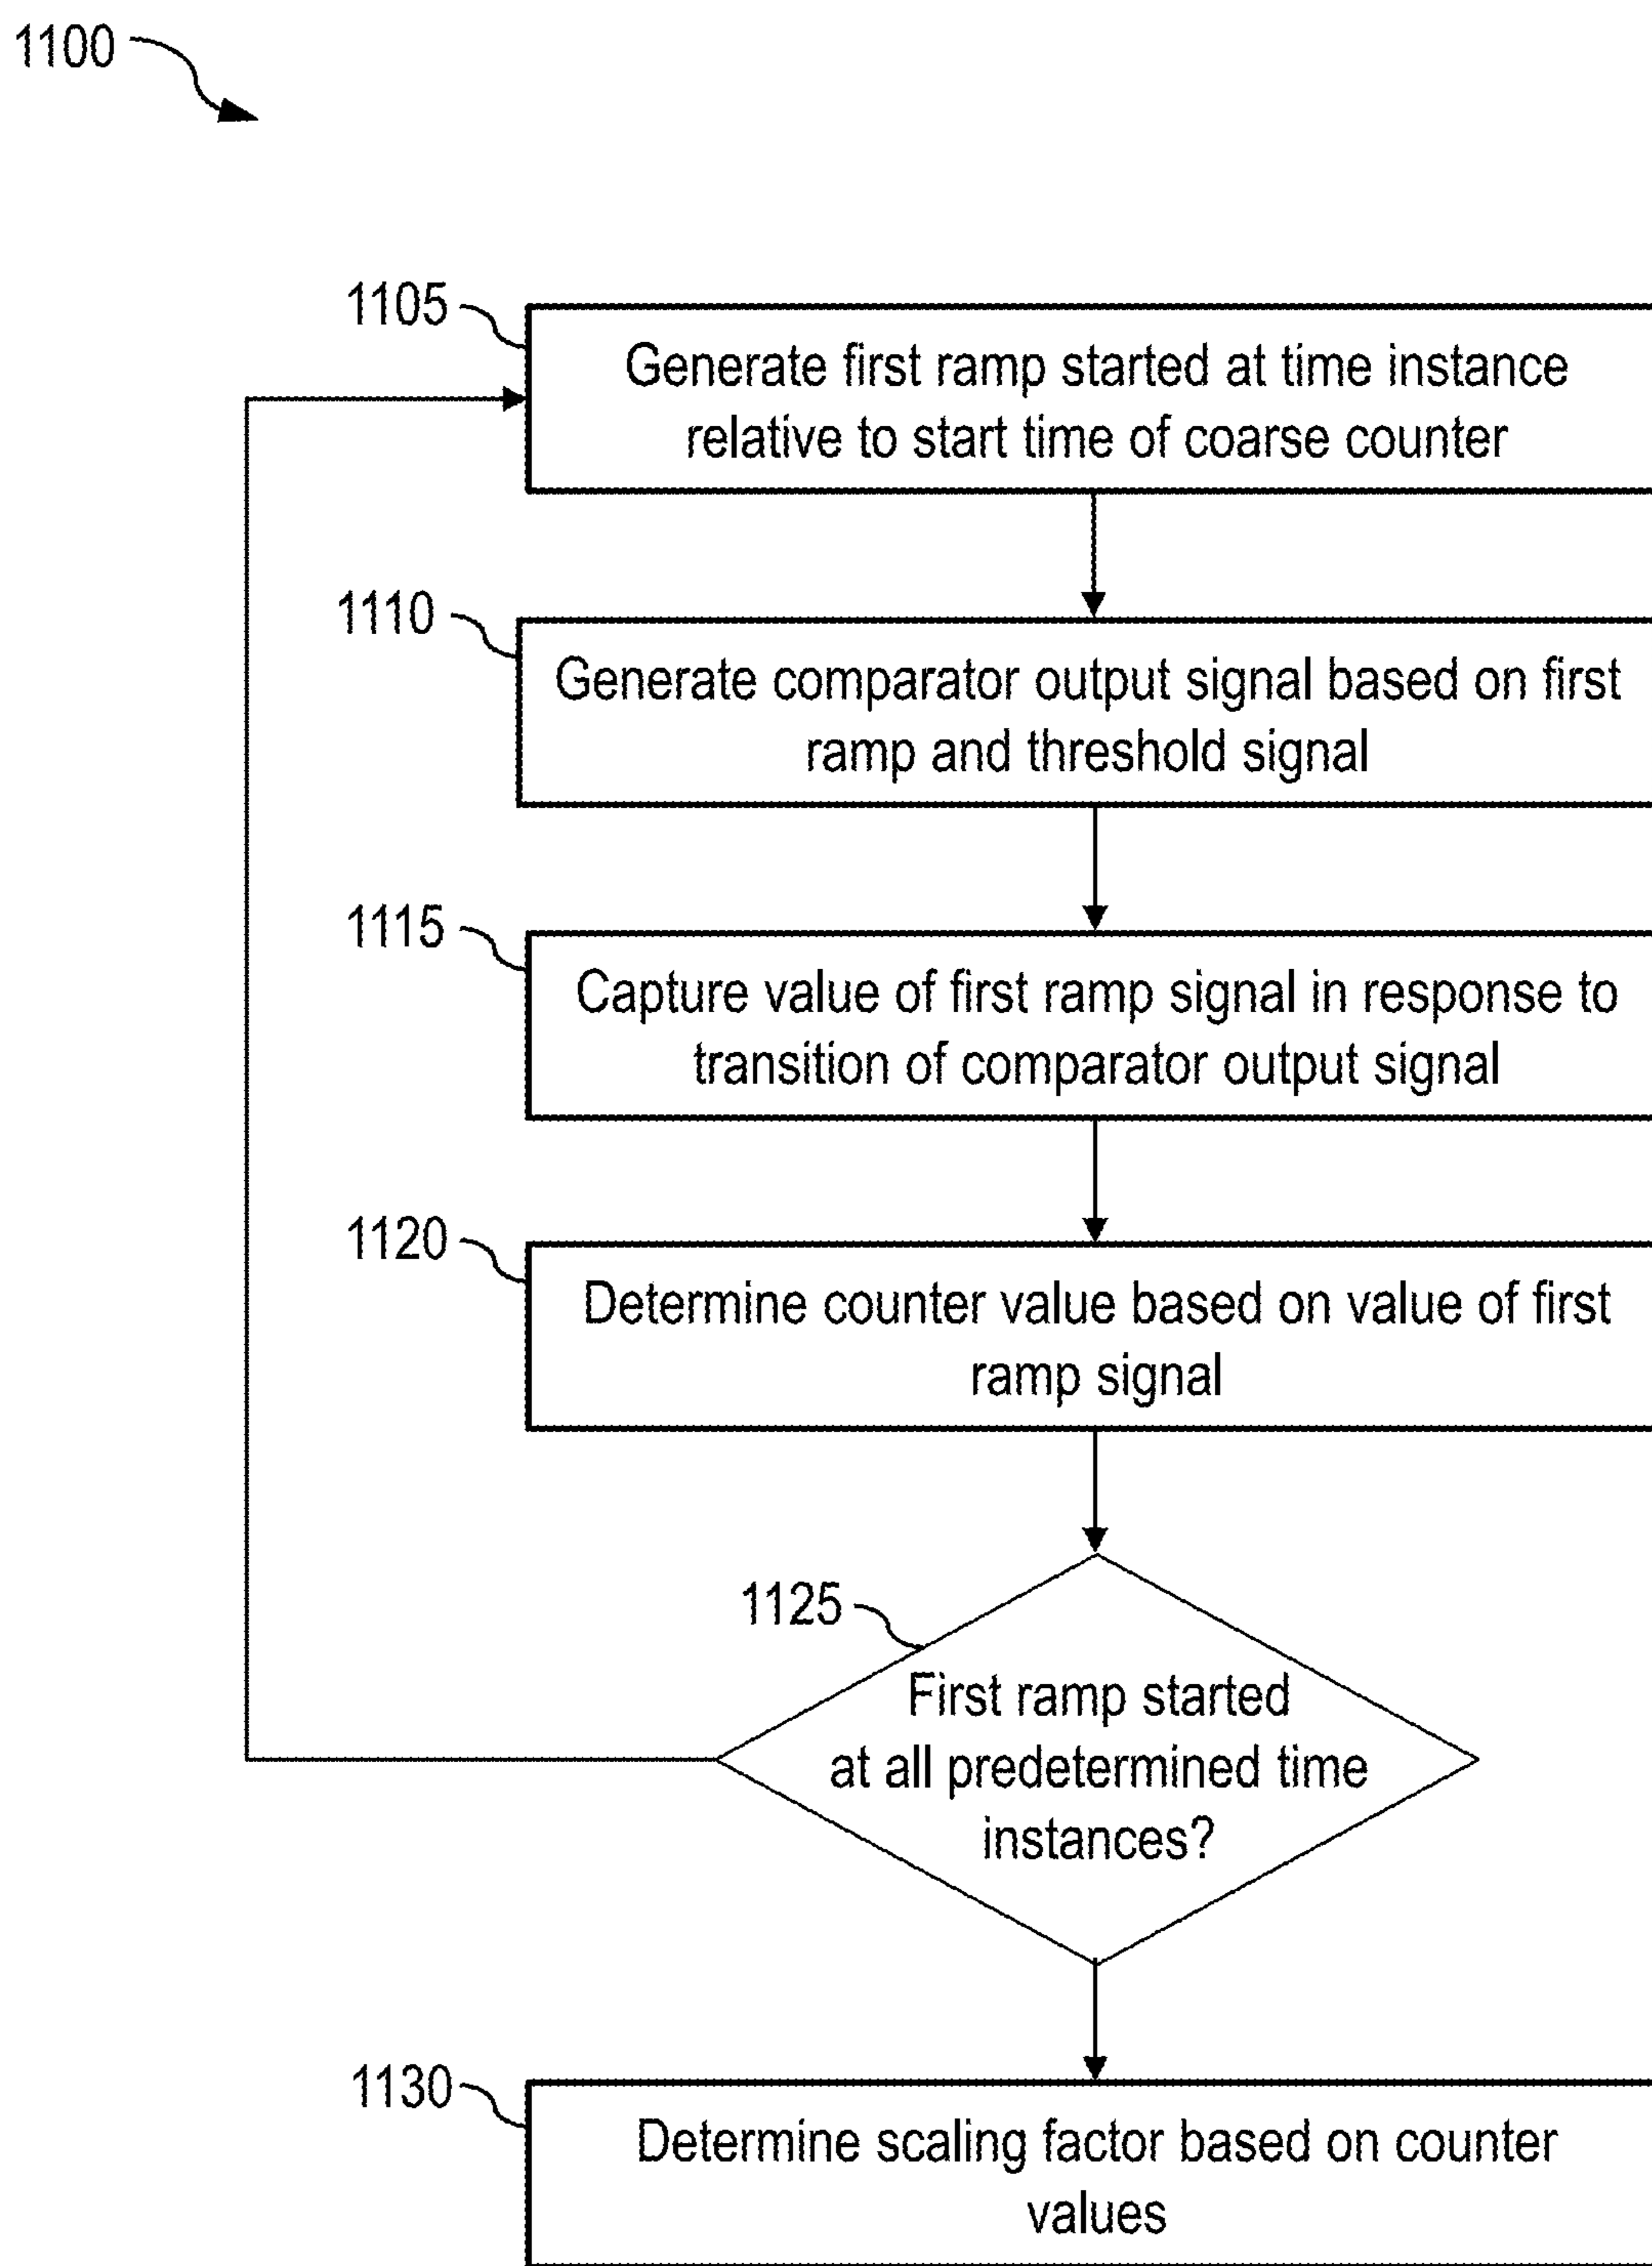 1100
1105
Generate first ramp started at time instance
relative to start time of coarse counter
1110
Generate comparator output signal based on first
ramp and threshold signal
1115
Capture value of first ramp signal in response to
transition of comparator output signal
1120
Determine counter value based on value of first
ramp signal
1125
First ramp started
at all predetermined time
instances?
1130
Determine scaling factor based on counter
values